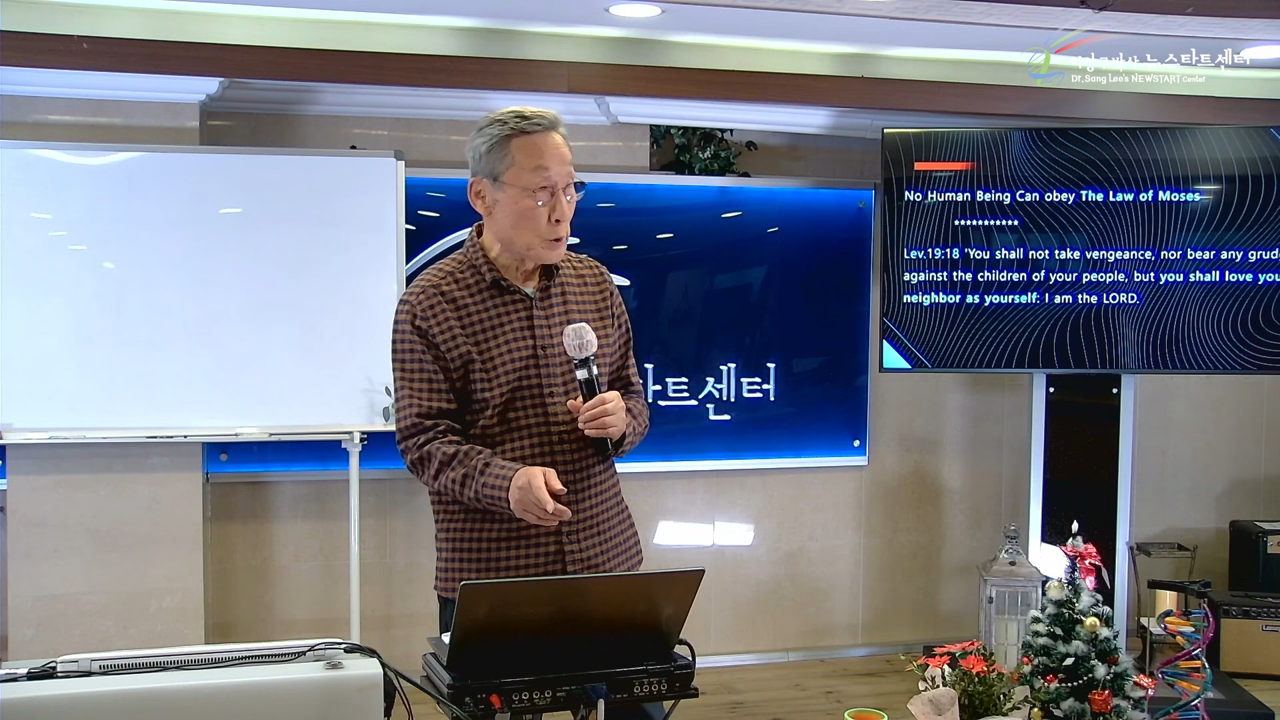 뉴스타트센터
Dr. Sang Lee's NEWSTART Center
No Human Being Can obey The Law of Moses
***********
Lev.19:18 'You shall not take vengeance, nor bear any grud
against the children of your people, but you shall love you
neighbor as yourself: I am the LORD.
타트센터